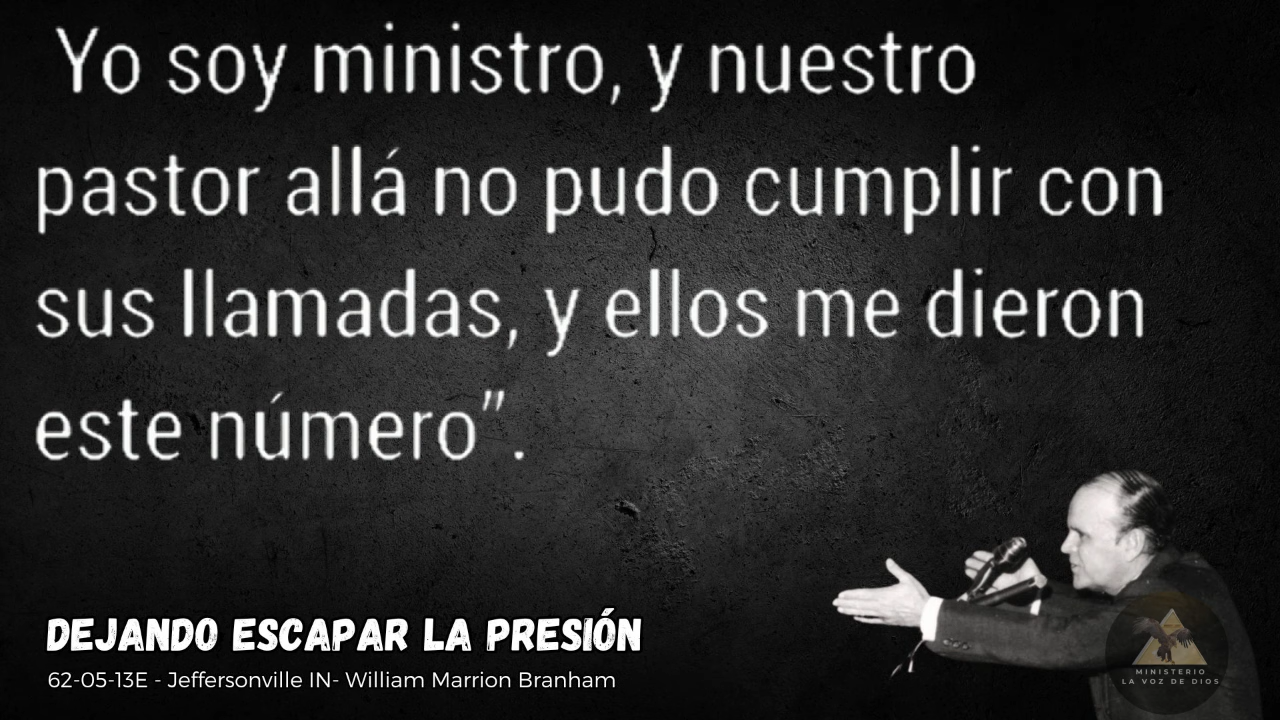 Yo soy ministro, y nuestro
pastor allá no pudo cumplir con
sus llamadas, y ellos me dieron
este número".
DEJANDO ESCAPAR LA PRESIÓN
62-05-13E - Jeffersonville IN- William Marrion Branham
MINISTERIO
LA VOZ DE DIOS